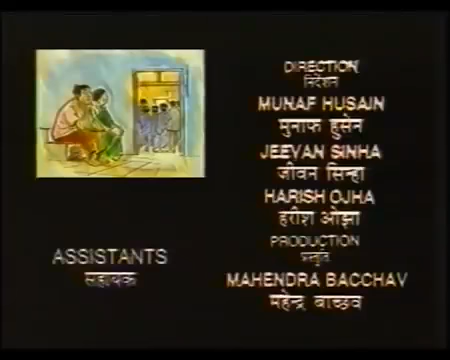 DIRECTION
निर्देशन
MUNAF HUSAIN
मुनाफ हुसेन
JEEVAN SINHA
जीवन सिन्हा
HARISH OJHA
हरीश ओझा
PRODUCTION
प्रस्तुति
MAHENDRA BACCHAV
महेन्द्र बाच्छव
ASSISTANTS
सहायक